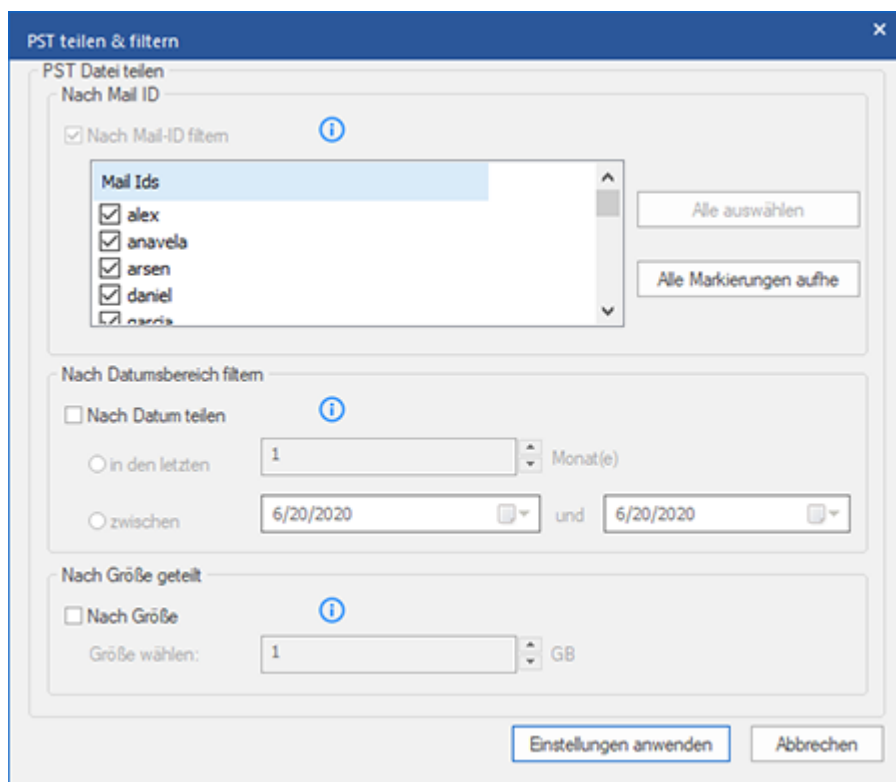 PST teilen & filtern
PST Datei teilen
Nach Mail ID
Nach Mail-ID filtern
Mail Ids
alex
anavela
arsen
daniel
garcia
Alle auswählen
Alle Markierungen aufhe
Nach Datumsbereich filtern
Nach Datum teilen
in den letzten 1 Monat(e)
zwischen 6/20/2020 und 6/20/2020
Nach Größe geteilt
Nach Größe
Größe wählen: 1 GB
Einstellungen anwenden Abbrechen